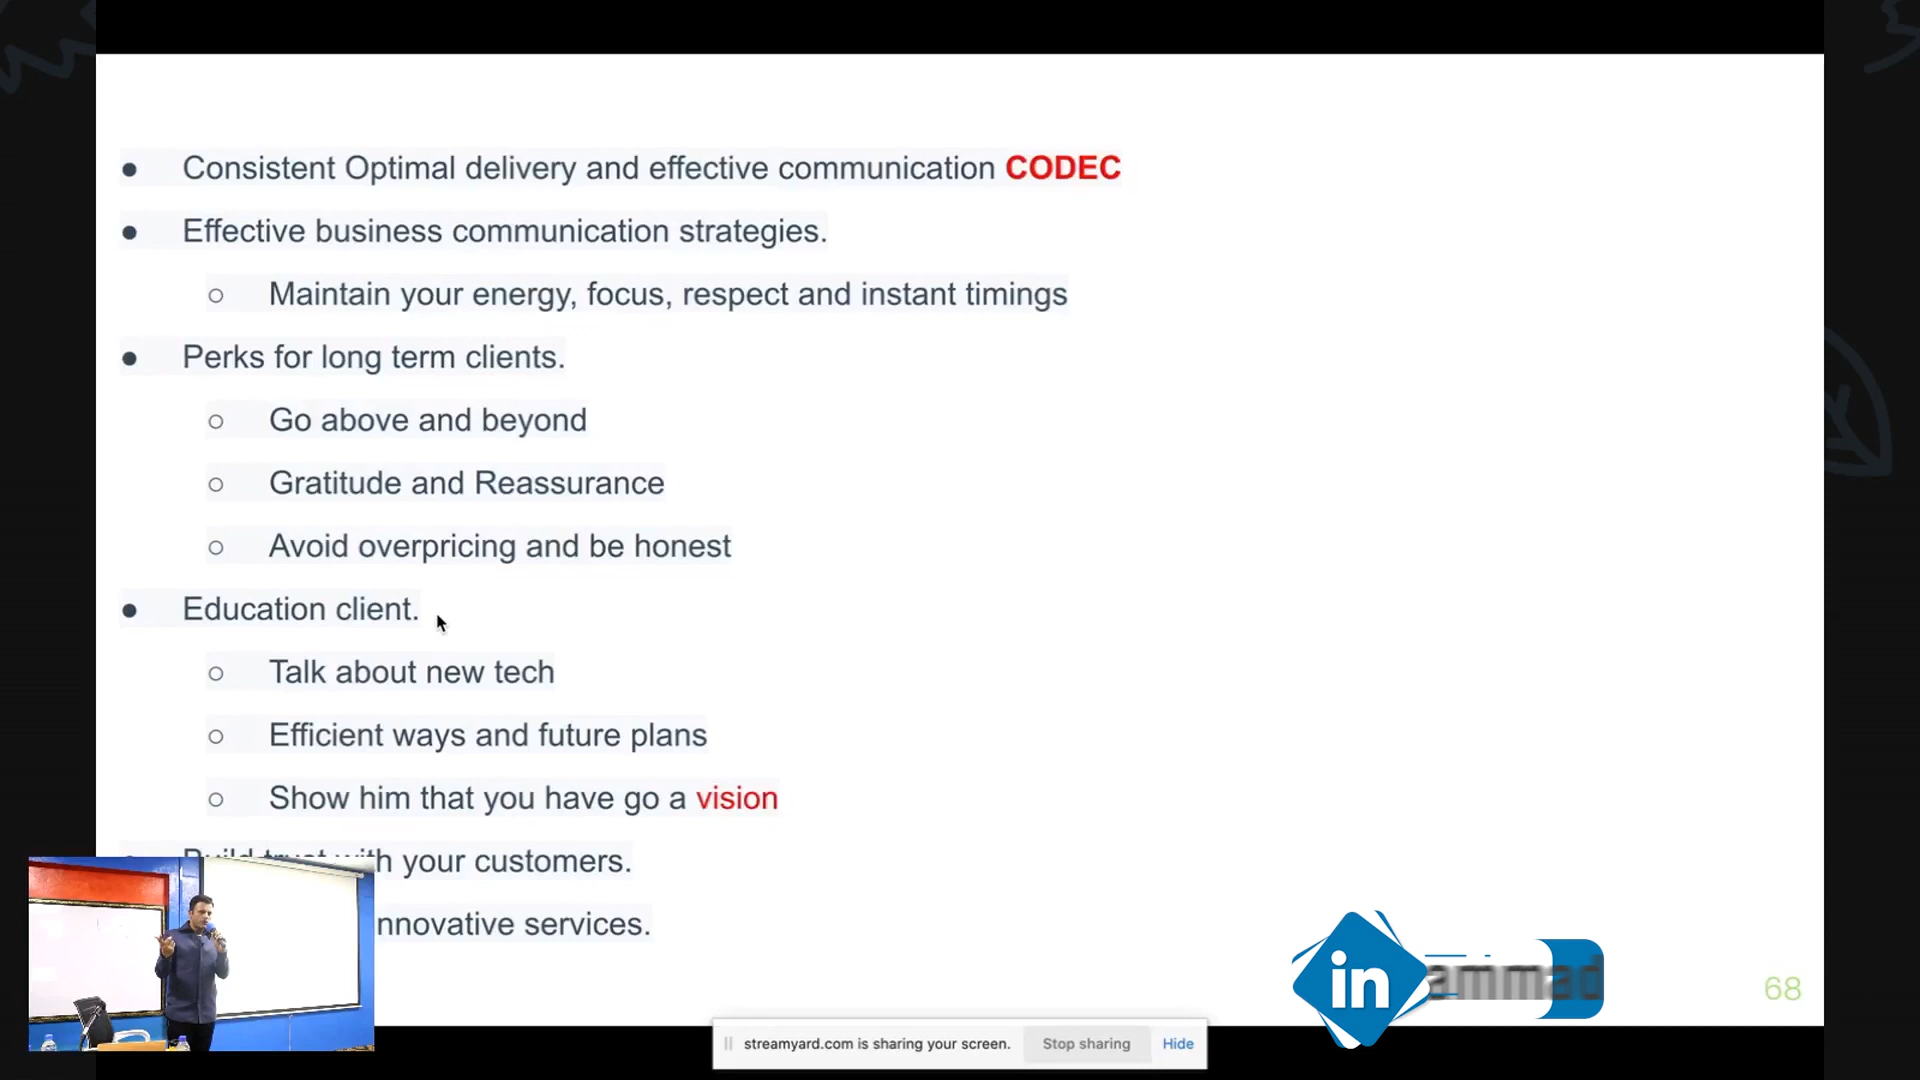 Consistent Optimal delivery and effective communication CODEC
Effective business communication strategies.
Maintain your energy, focus, respect and instant timings
Perks for long term clients.
Go above and beyond
Gratitude and Reassurance
Avoid overpricing and be honest
Education client.
Talk about new tech
Efficient ways and future plans
Show him that you have go a vision
with your customers.
nnovative services.
in
68
streamyard.com is sharing your screen. Stop sharing Hide